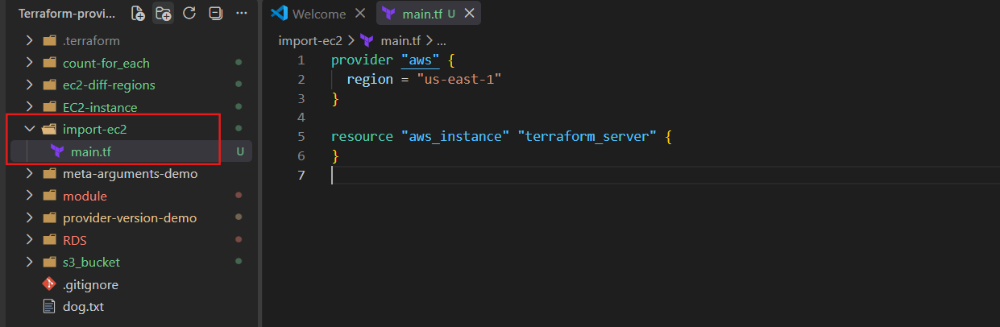 Terraform-provi...
.terraform
count-for_each
ec2-diff-regions
EC2-instance
import-ec2
main.tf U
meta-arguments-demo
module
provider-version-demo
RDS
s3_bucket
.gitignore
dog.txt
Welcome
main.tf U
import-ec2 > main.tf > ...
1 provider "aws" {
2 region = "us-east-1"
3 }
4
5 resource "aws_instance" "terraform_server" {
6 }
7